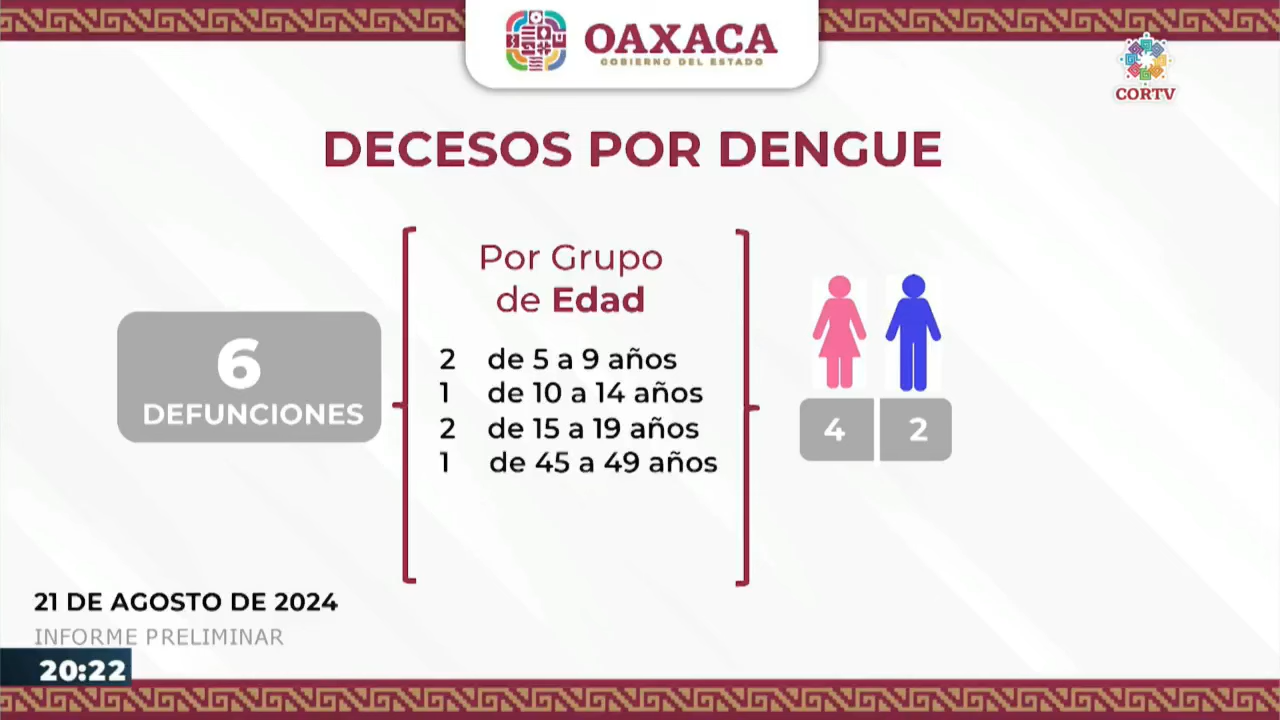 OAXACA
GOBIERNO DEL ESTADO
CORTV
DECESOS POR DENGUE
6
DEFUNCIONES
Por Grupo
de Edad
2 de 5 a 9 años
1 de 10 a 14 años
2 de 15 a 19 años
1 de 45 a 49 años
4 2
21 DE AGOSTO DE 2024
INFORME PRELIMINAR
20:22